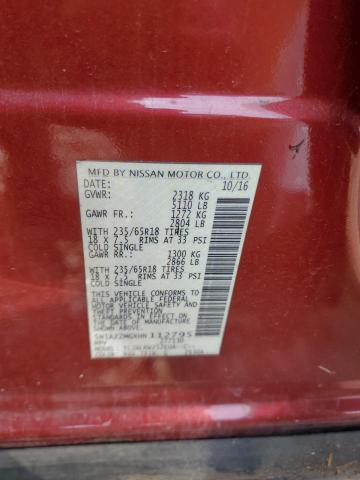 MFD BY NISSAN MOTOR CO., LTD.
DATE: 10/16
GVWR: 2318 KG
5110 LB
GAWR FR.: 1272 KG
2804 LB
WITH 235/65R18 TIRES
18 X 7.5 RIMS AT 33 PSI
COLD SINGLE
GAWR RR.: 1300 KG
2866 LB
WITH 235/65R18 TIRES
18 X 7.5 RIMS AT 33 PSI
COLD SINGLE
THIS VEHICLE CONFORMS TO ALL
APPLICABLE FEDERAL MOTOR
VEHICLE SAFETY, BUMPER AND
THEFT PREVENTION
STANDARDS IN EFFECT ON THE
DATE OF MANUFACTURE
SHOWN ABOVE.
112795
MPV